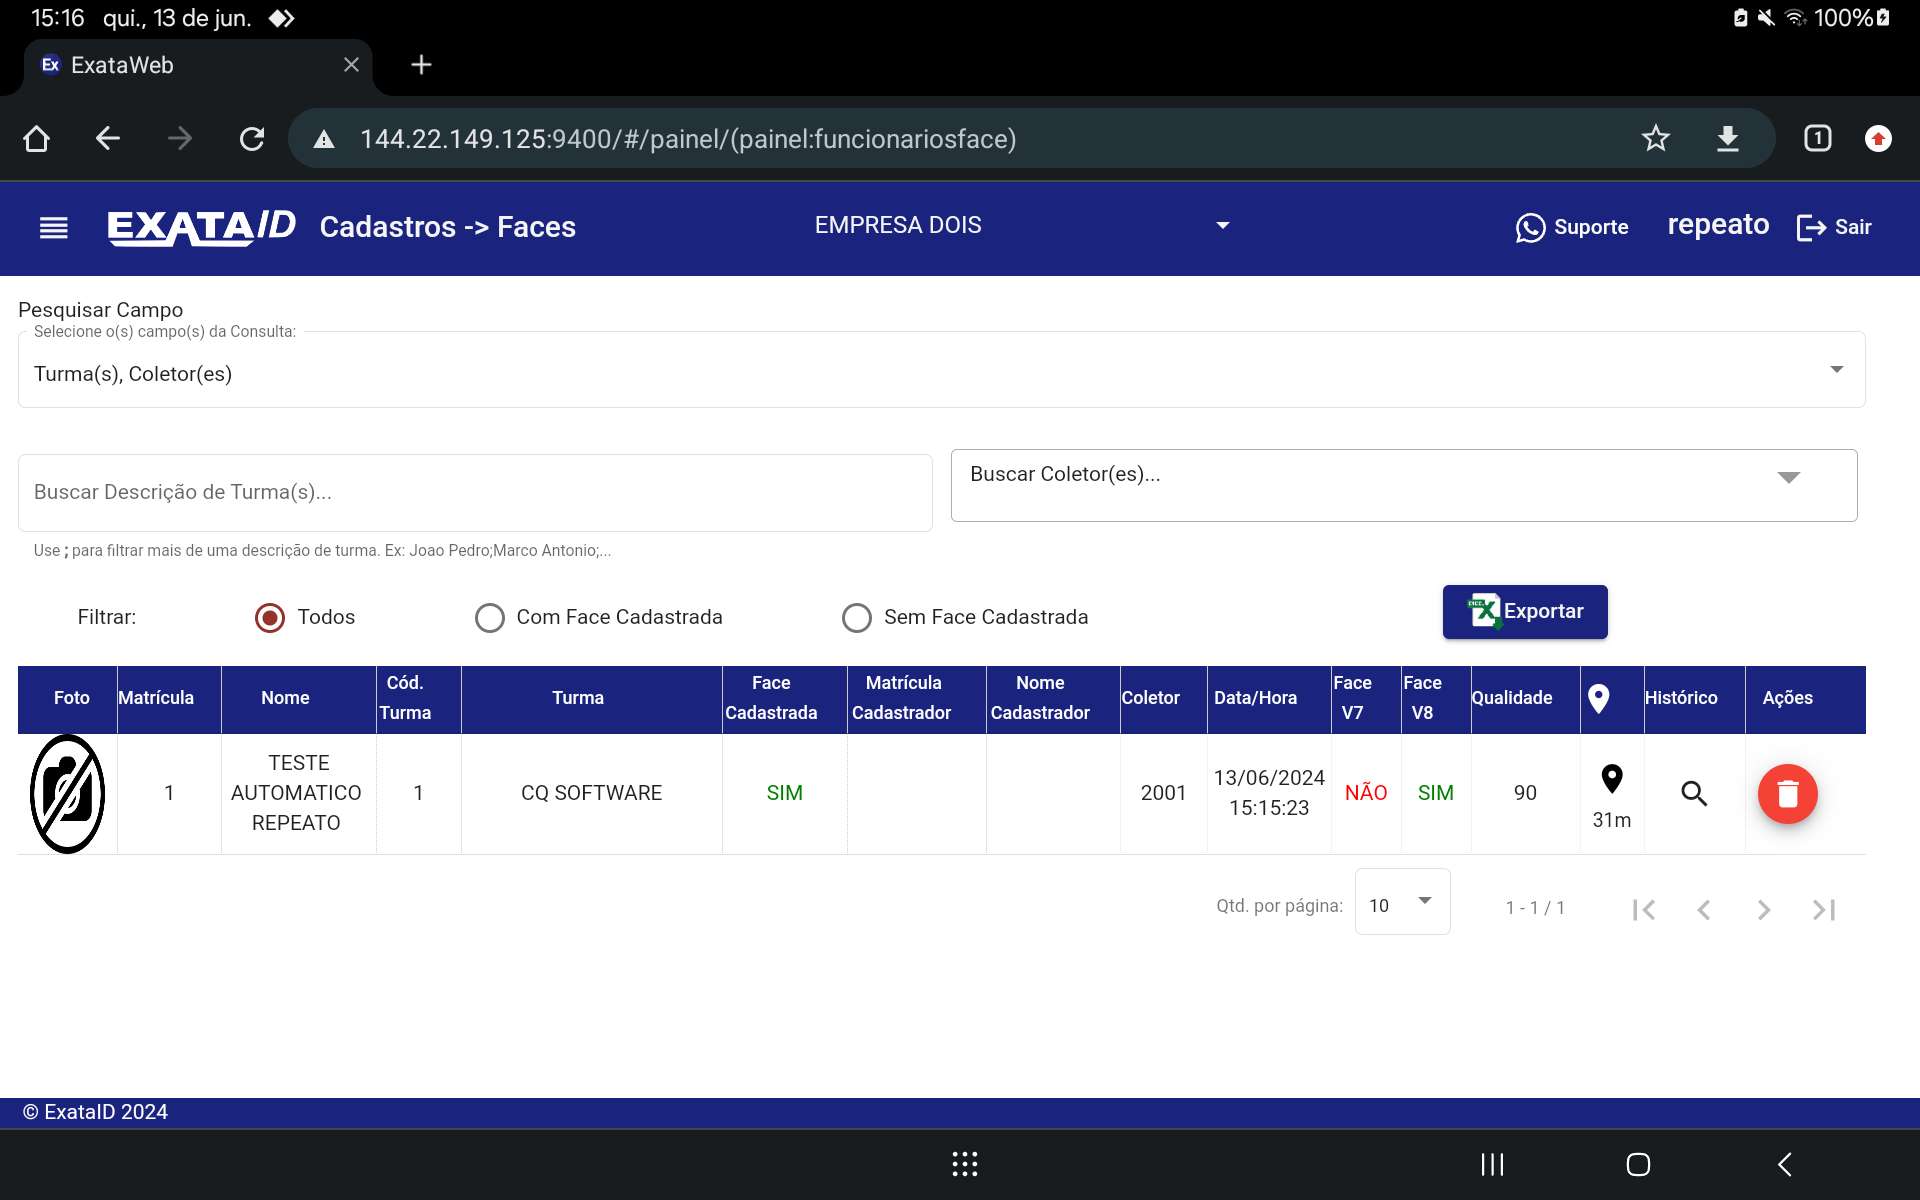 15:16 qui., 13 de jun. 100%
Ex ExataWeb
144.22.149.125:9400/#/painel/(painel:funcionariosface) 1
EXATA ID Cadastros -> Faces EMPRESA DOIS Suporte repeato Sair
Pesquisar Campo
Selecione o(s) campo(s) da Consulta:
Turma(s), Coletor(es)
Buscar Descrição de Turma(s)... Buscar Coletor(es)...
Use ; para filtrar mais de uma descrição de turma. Ex: Joao Pedro;Marco Antonio;...
Filtrar: Todos Com Face Cadastrada Sem Face Cadastrada Exportar
Foto Matrícula Nome Cód. Turma Turma Face Cadastrada Matrícula Cadastrador Nome Cadastrador Coletor Data/Hora Face V7 Face V8 Qualidade Histórico Ações
1 TESTE AUTOMATICO REPEATO 1 CQ SOFTWARE SIM 2001 13/06/2024 15:15:23 NÃO SIM 90 31m
Qtd. por página: 10 1 - 1 / 1
© ExataID 2024